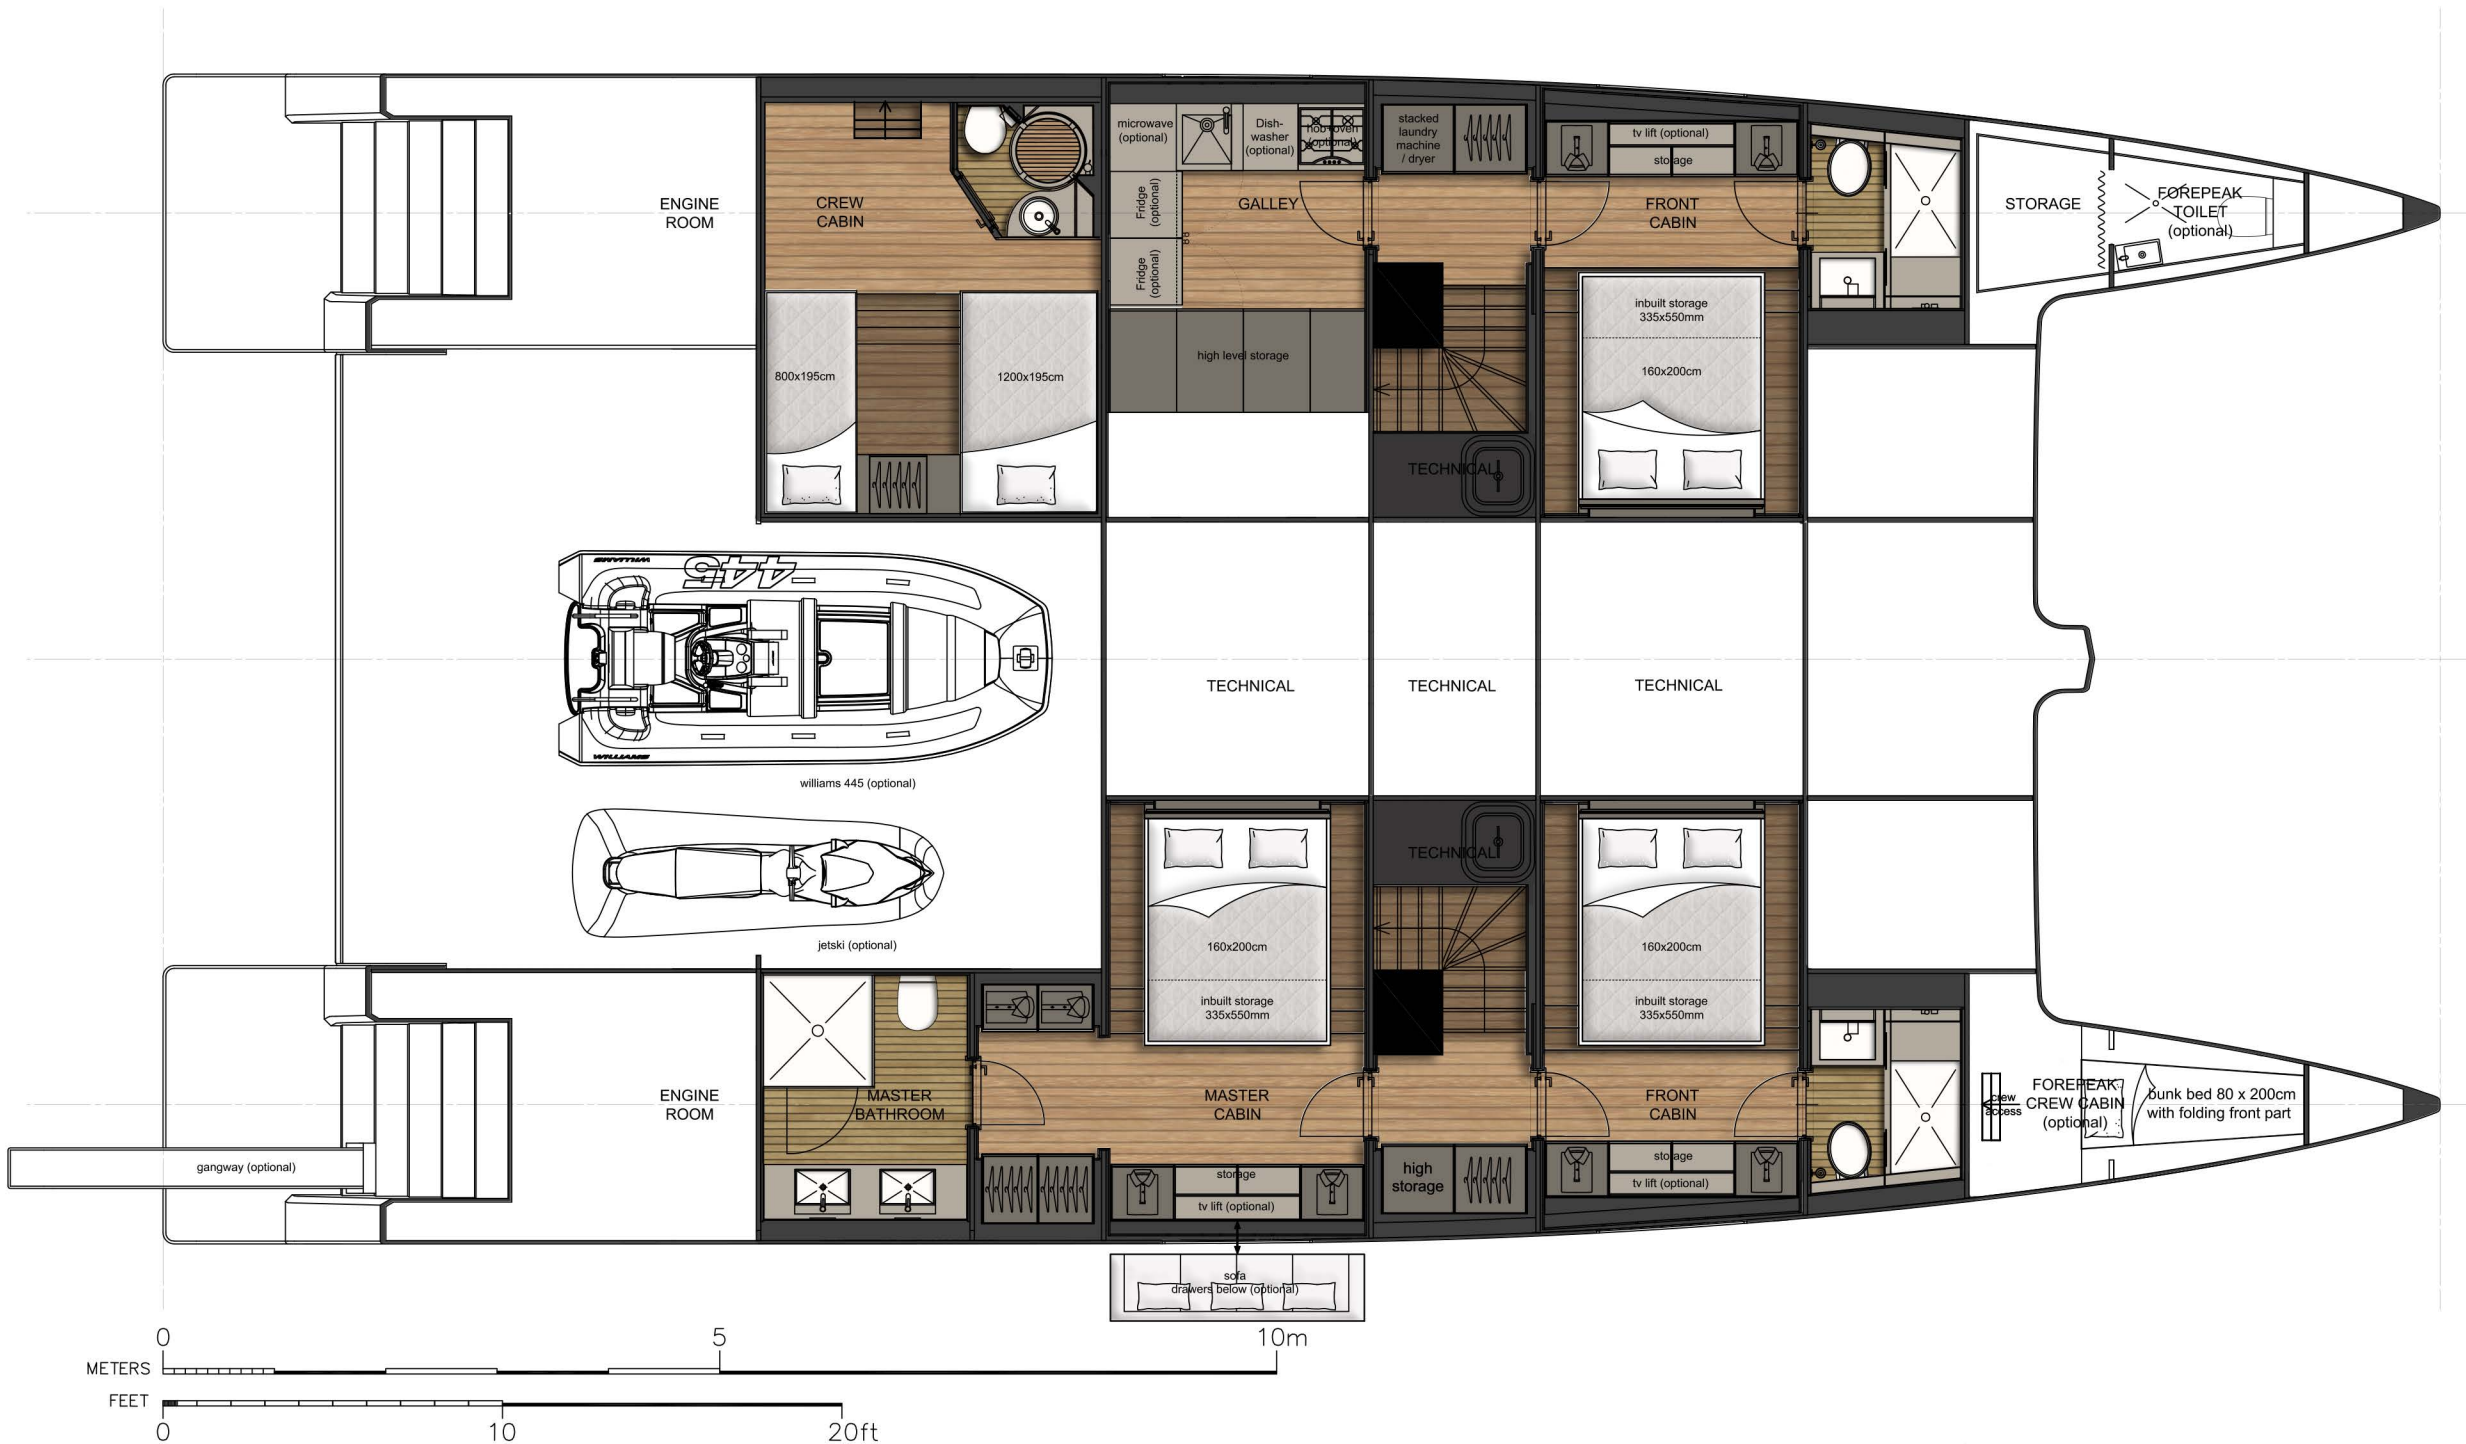 microwave
(optional)
Dish-
washer
(optional)
hob+oven
(optional)
stacked
laundry
machine
/ dryer
tv lift (optional)
storage
ENGINE
ROOM
CREW
CABIN
Fridge
(optional)
Fridge
(optional)
GALLEY
FRONT
CABIN
STORAGE
FOREPEAK
TOILET
(optional)
800x195cm
1200x195cm
high level storage
inbuilt storage
335x550mm
160x200cm
TECHNICAL
WILLIAMS
445
WILLIAMS
williams 445 (optional)
TECHNICAL
TECHNICAL
TECHNICAL
jetski (optional)
TECHNICAL
160x200cm
inbuilt storage
335x550mm
160x200cm
inbuilt storage
335x550mm
ENGINE
ROOM
MASTER
BATHROOM
MASTER
CABIN
FRONT
CABIN
crew
access
FOREPEAK
CREW CABIN
(optional)
bunk bed 80 x 200cm
with folding front part
gangway (optional)
storage
tv lift (optional)
high
storage
storage
tv lift (optional)
sofa
drawers below (optional)
0 5 10m
METERS
FEET
0 10 20ft